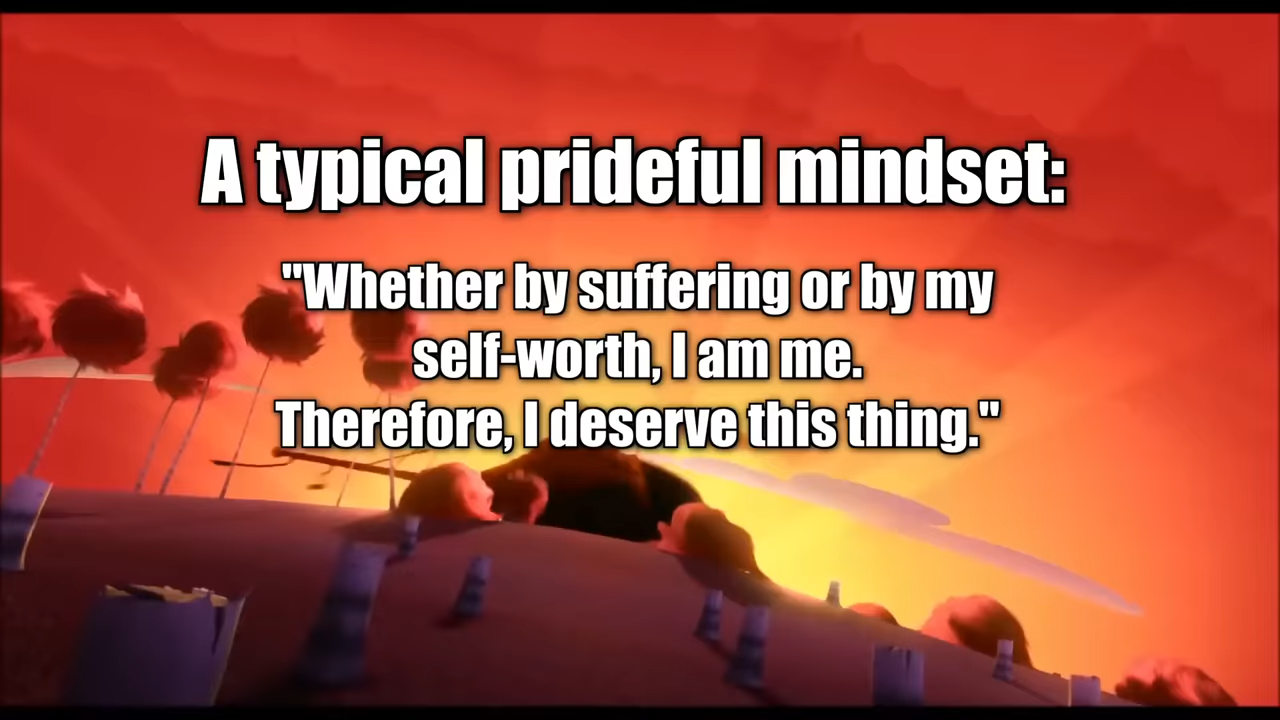 A typical prideful mindset:
"Whether by suffering or by my
self-worth, I am me.
Therefore, I deserve this thing."